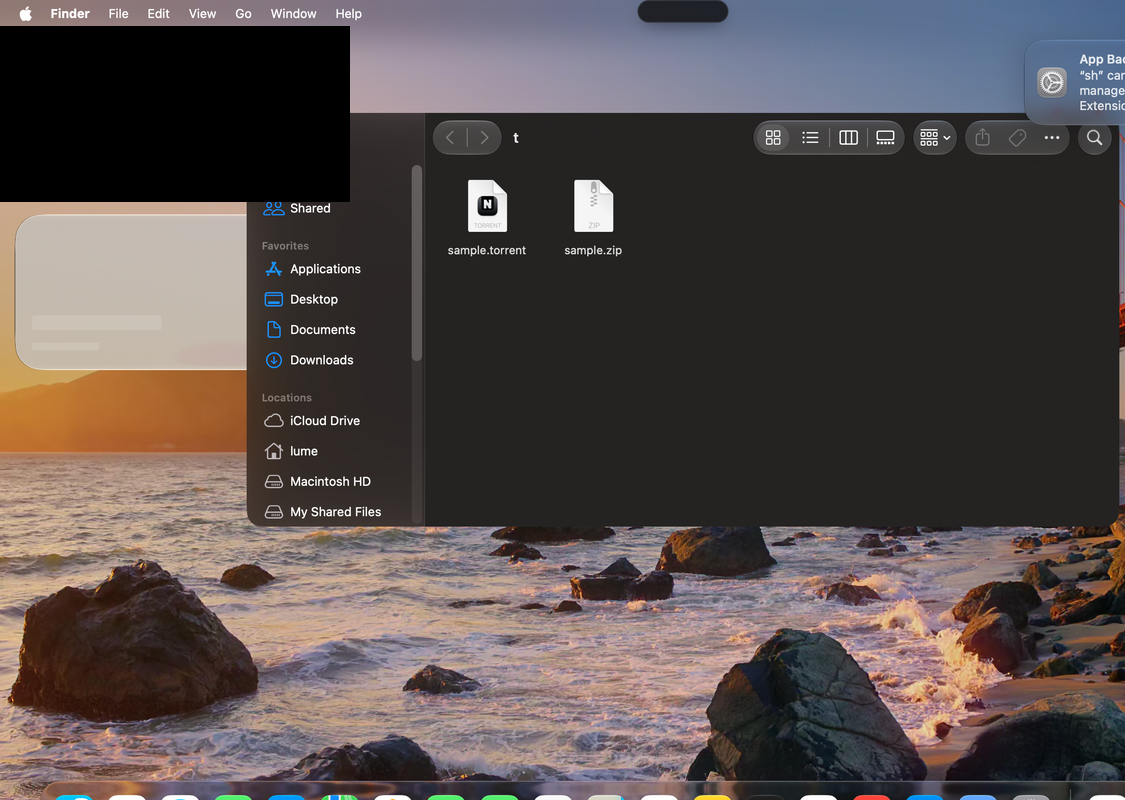 Finder File Edit View Go Window Help
App Bac
"sh" car
manage
Extensio
t
Shared
Favorites
Applications
Desktop
Documents
Downloads
Locations
iCloud Drive
lume
Macintosh HD
My Shared Files
N
TORRENT
ZIP
sample.torrent
sample.zip